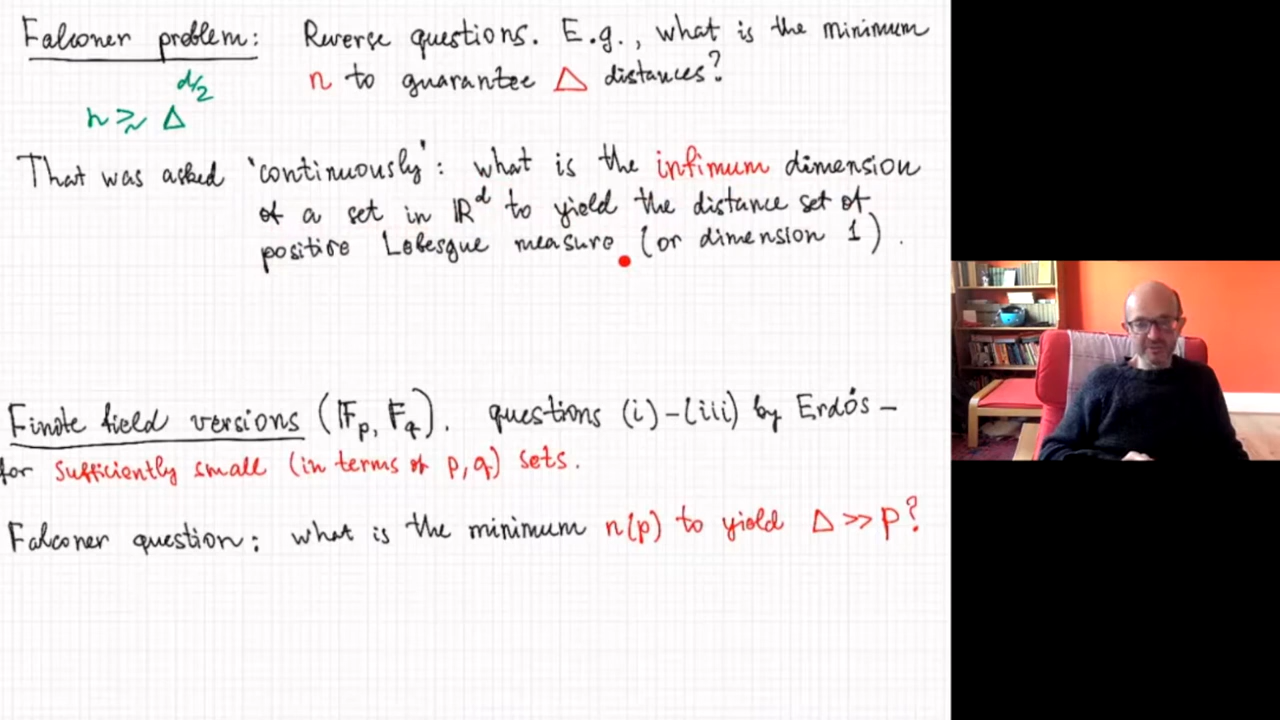 Falconer problem: Reverse questions. E.g., what is the minimum
n to guarantee Δ distances?
n ≳ Δ^{d/2}
That was asked 'continuously': what is the infimum dimension
of a set in ℝ^d to yield the distance set of
positive Lebesgue measure (or dimension 1).
Finite field versions (𝔽_p, 𝔽_q). questions (i)-(iii) by Erdős -
for sufficiently small (in terms of p,q) sets.
Falconer question: what is the minimum n(p) to yield Δ >> p?